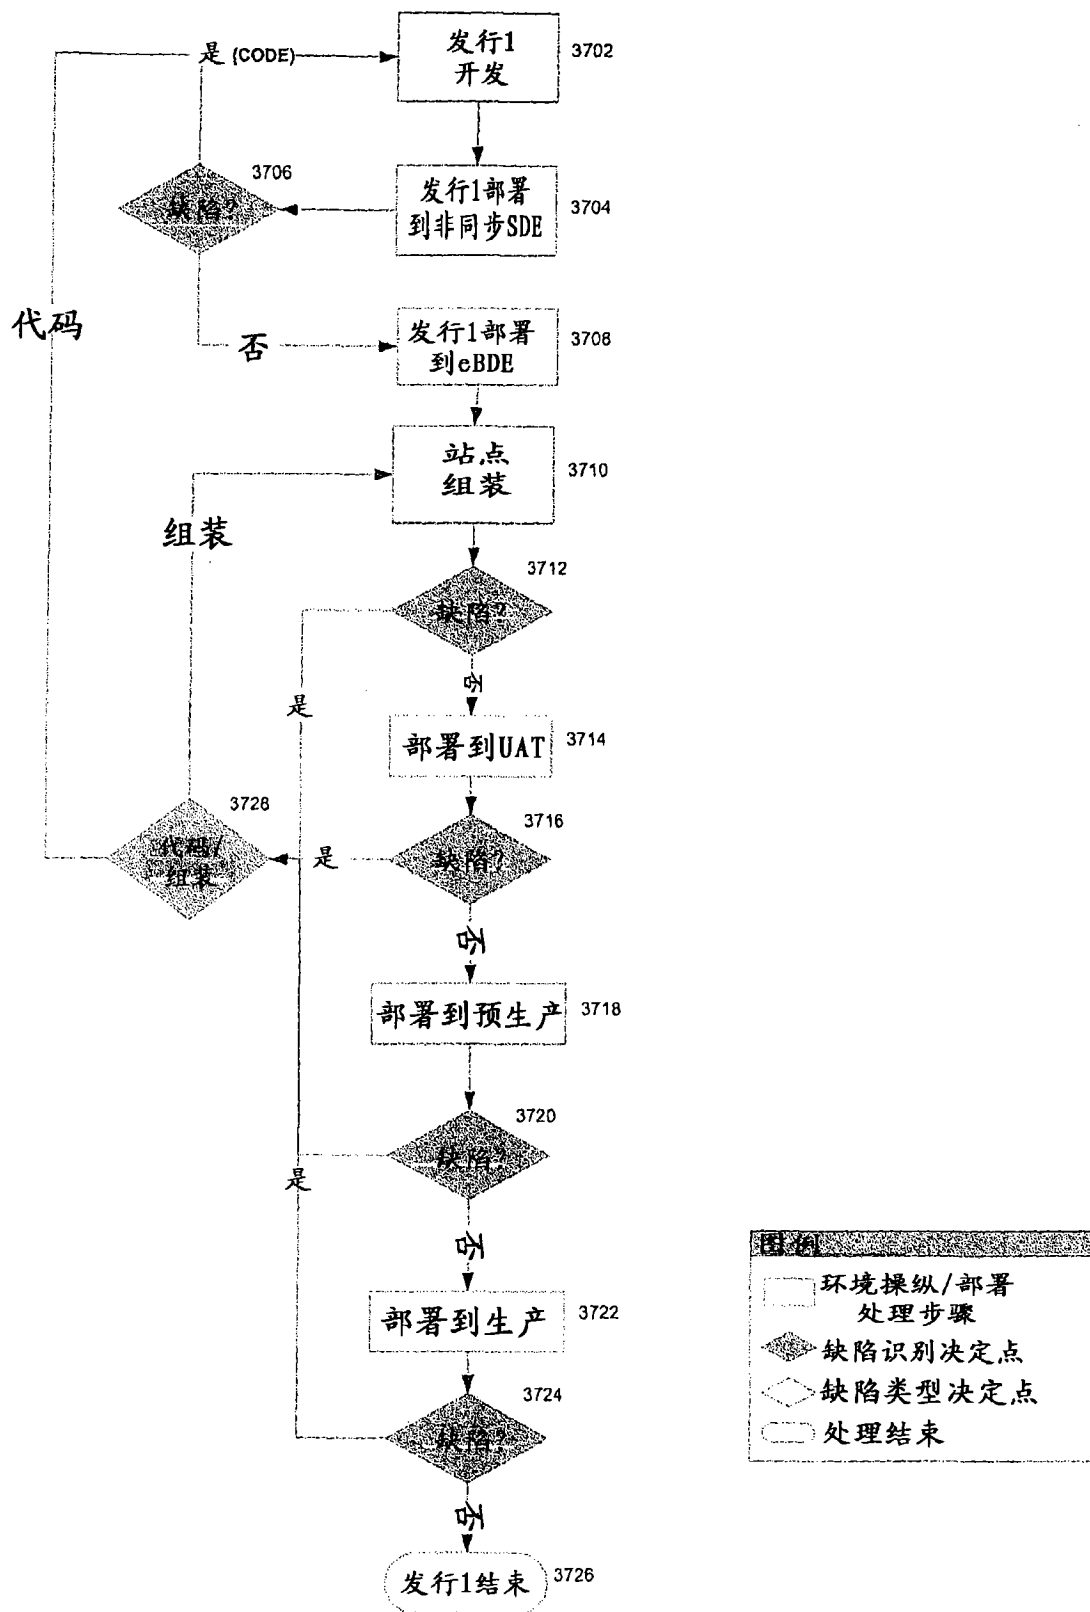 是 (CODE)
发行1
开发
3702
3706
缺陷?
发行1部署
到非同步SDE
3704
代码
否
发行1部署
到eBDE
3708
站点
组装
3710
组装
3712
缺陷?
是
否
部署到UAT
3714
3728
代码/
组装
是
3716
缺陷?
否
部署到预生产
3718
3720
缺陷?
是
否
部署到生产
3722
3724
缺陷?
否
发行1结束
3726
图例
环境操纵/部署
处理步骤
缺陷识别决定点
缺陷类型决定点
处理结束